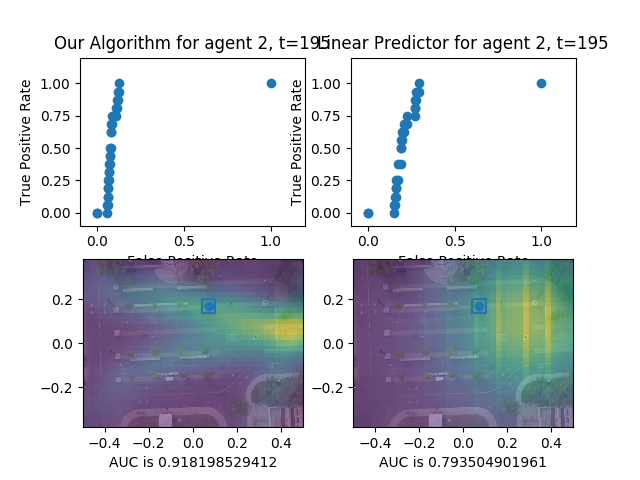 Our Algorithm for agent 2, t=195
Linear Predictor for agent 2, t=195
True Positive Rate
1.00
0.75
0.50
0.25
0.00
0.0 0.5 1.0
False Positive Rate
True Positive Rate
1.00
0.75
0.50
0.25
0.00
0.0 0.5 1.0
False Positive Rate
0.2
0.0
−0.2
−0.4 −0.2 0.0 0.2 0.4
AUC is 0.918198529412
0.2
0.0
−0.2
−0.4 −0.2 0.0 0.2 0.4
AUC is 0.793504901961